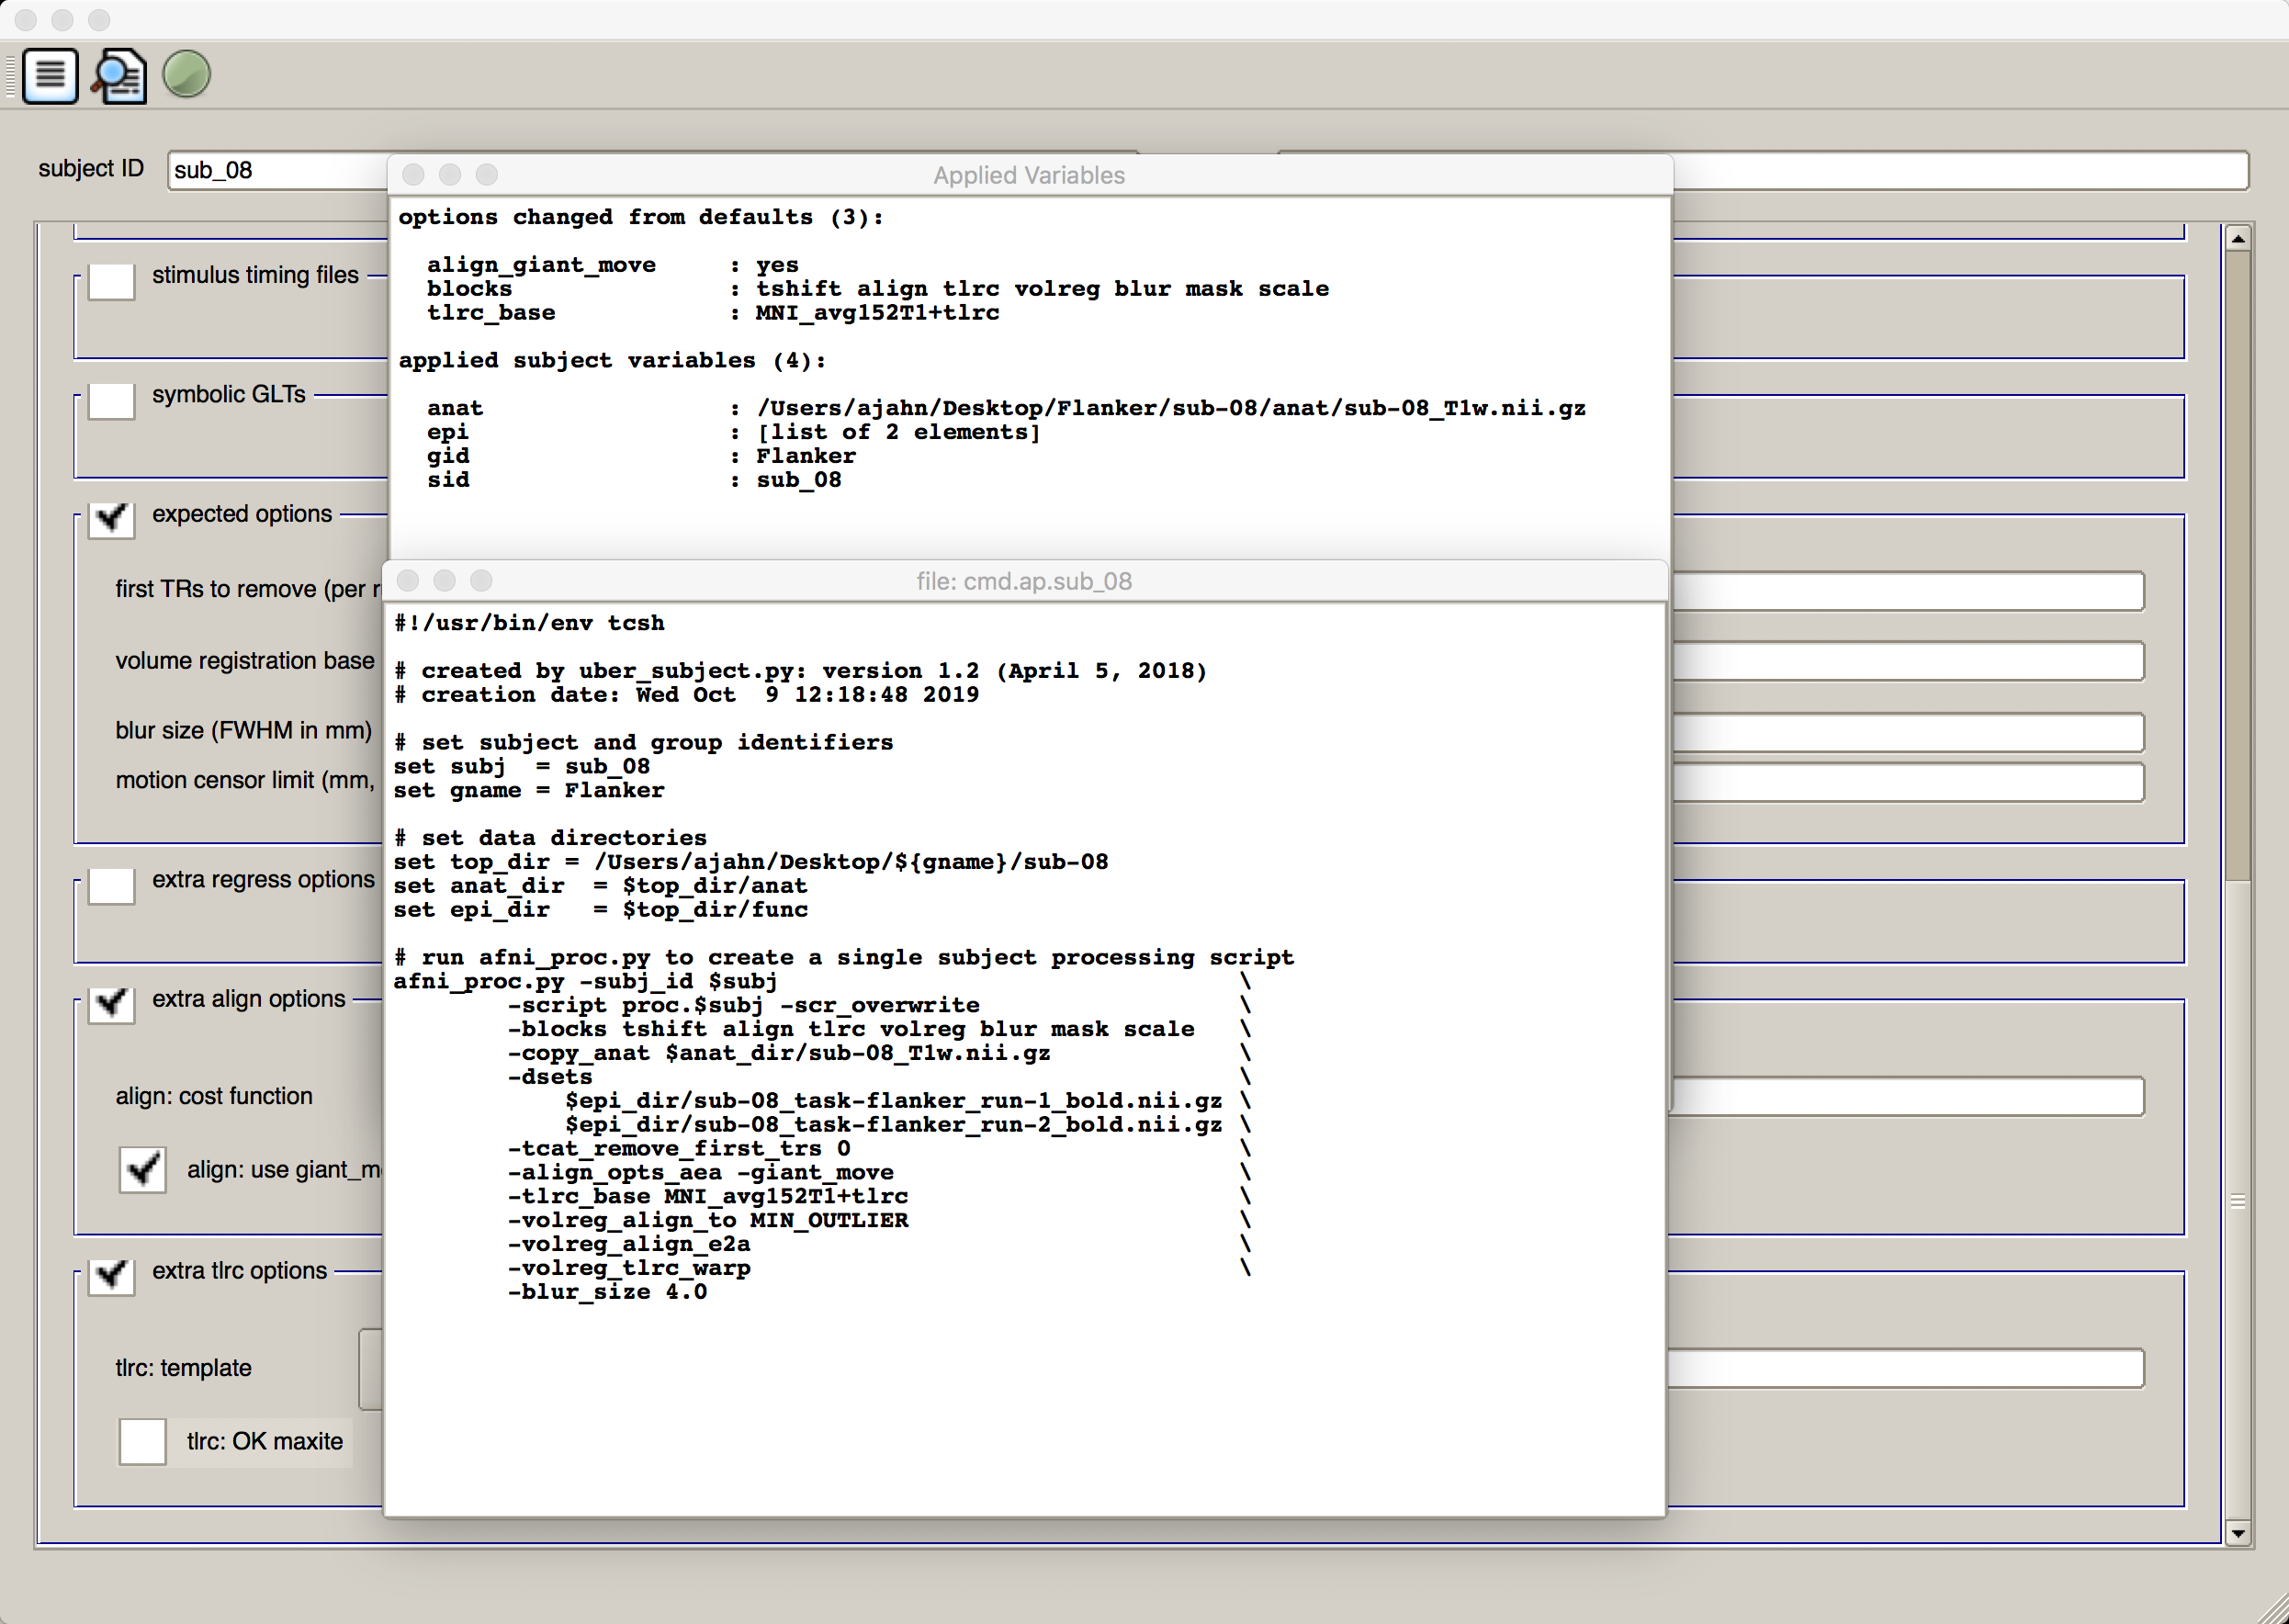 subject ID
sub_08
Applied Variables
options changed from defaults (3):
align_giant_move : yes
blocks : tshift align tlrc volreg blur mask scale
tlrc_base : MNI_avg152T1+tlrc
applied subject variables (4):
anat : /Users/ajahn/Desktop/Flanker/sub-08/anat/sub-08_T1w.nii.gz
epi : [list of 2 elements]
gid : Flanker
sid : sub_08
stimulus timing files
symbolic GLTs
expected options
first TRs to remove (per r
volume registration base
blur size (FWHM in mm)
motion censor limit (mm,
extra regress options
extra align options
align: cost function
align: use giant_m
extra tlrc options
tlrc: template
tlrc: OK maxite
file: cmd.ap.sub_08
#!/usr/bin/env tcsh
# created by uber_subject.py: version 1.2 (April 5, 2018)
# creation date: Wed Oct  9 12:18:48 2019
# set subject and group identifiers
set subj  = sub_08
set gname = Flanker
# set data directories
set top_dir = /Users/ajahn/Desktop/${gname}/sub-08
set anat_dir  = $top_dir/anat
set epi_dir   = $top_dir/func
# run afni_proc.py to create a single subject processing script
afni_proc.py -subj_id $subj \
-script proc.$subj -scr_overwrite \
-blocks tshift align tlrc volreg blur mask scale \
-copy_anat $anat_dir/sub-08_T1w.nii.gz \
-dsets \
$epi_dir/sub-08_task-flanker_run-1_bold.nii.gz \
$epi_dir/sub-08_task-flanker_run-2_bold.nii.gz \
-tcat_remove_first_trs 0 \
-align_opts_aea -giant_move \
-tlrc_base MNI_avg152T1+tlrc \
-volreg_align_to MIN_OUTLIER \
-volreg_align_e2a \
-volreg_tlrc_warp \
-blur_size 4.0